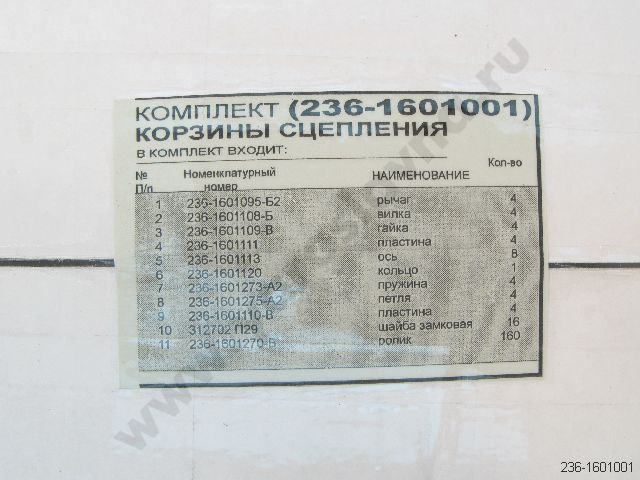 КОМПЛЕКТ (236-1601001)
КОРЗИНЫ СЦЕПЛЕНИЯ
В КОМПЛЕКТ ВХОДИТ:
№ П/п Номенклатурный номер НАИМЕНОВАНИЕ Кол-во
1 236-1601095-Б2 рычаг 4
2 236-1601108-Б вилка 4
3 236-1601109-В гайка 4
4 236-1601111 пластина 4
5 236-1601113 ось 8
6 236-1601120 кольцо 1
7 236-1601273-А2 пружина 4
8 236-1601275-А2 петля 4
9 236-1601110-В пластина 4
10 312702 П29 шайба замковая 16
11 236-1601270-Б ролик 160
236-1601001